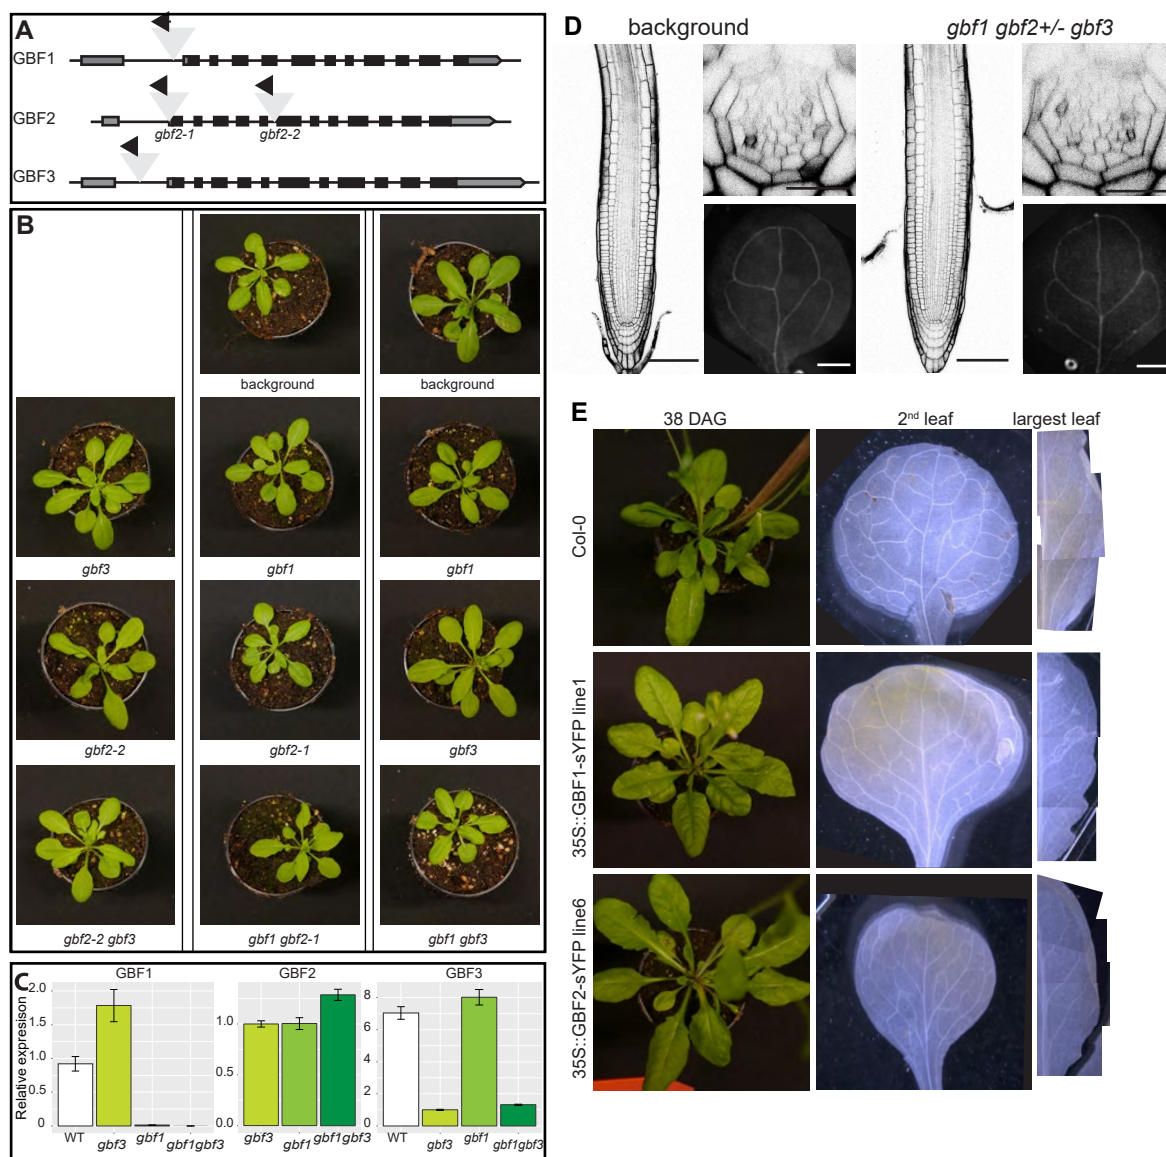 A
GBF1
GBF2
gbf2-1 gbf2-2
GBF3
B
background background
gbf3 gbf1 gbf1
gbf2-2 gbf2-1 gbf3
gbf2-2 gbf3 gbf1 gbf2-1 gbf1 gbf3
C
GBF1 GBF2 GBF3
Relative expresison
2.0
1.5
1.0
0.5
0
WT gbf3 gbf1 gbf1gbf3
1.0
0.0
gbf3 gbf1 gbf1gbf3
8
6
4
2
0
WT gbf3 gbf1 gbf1gbf3
D
background gbf1 gbf2+/- gbf3
E
38 DAG 2nd leaf largest leaf
Col-0
35S::GBF1-sYFP line1
35S::GBF2-sYFP line6